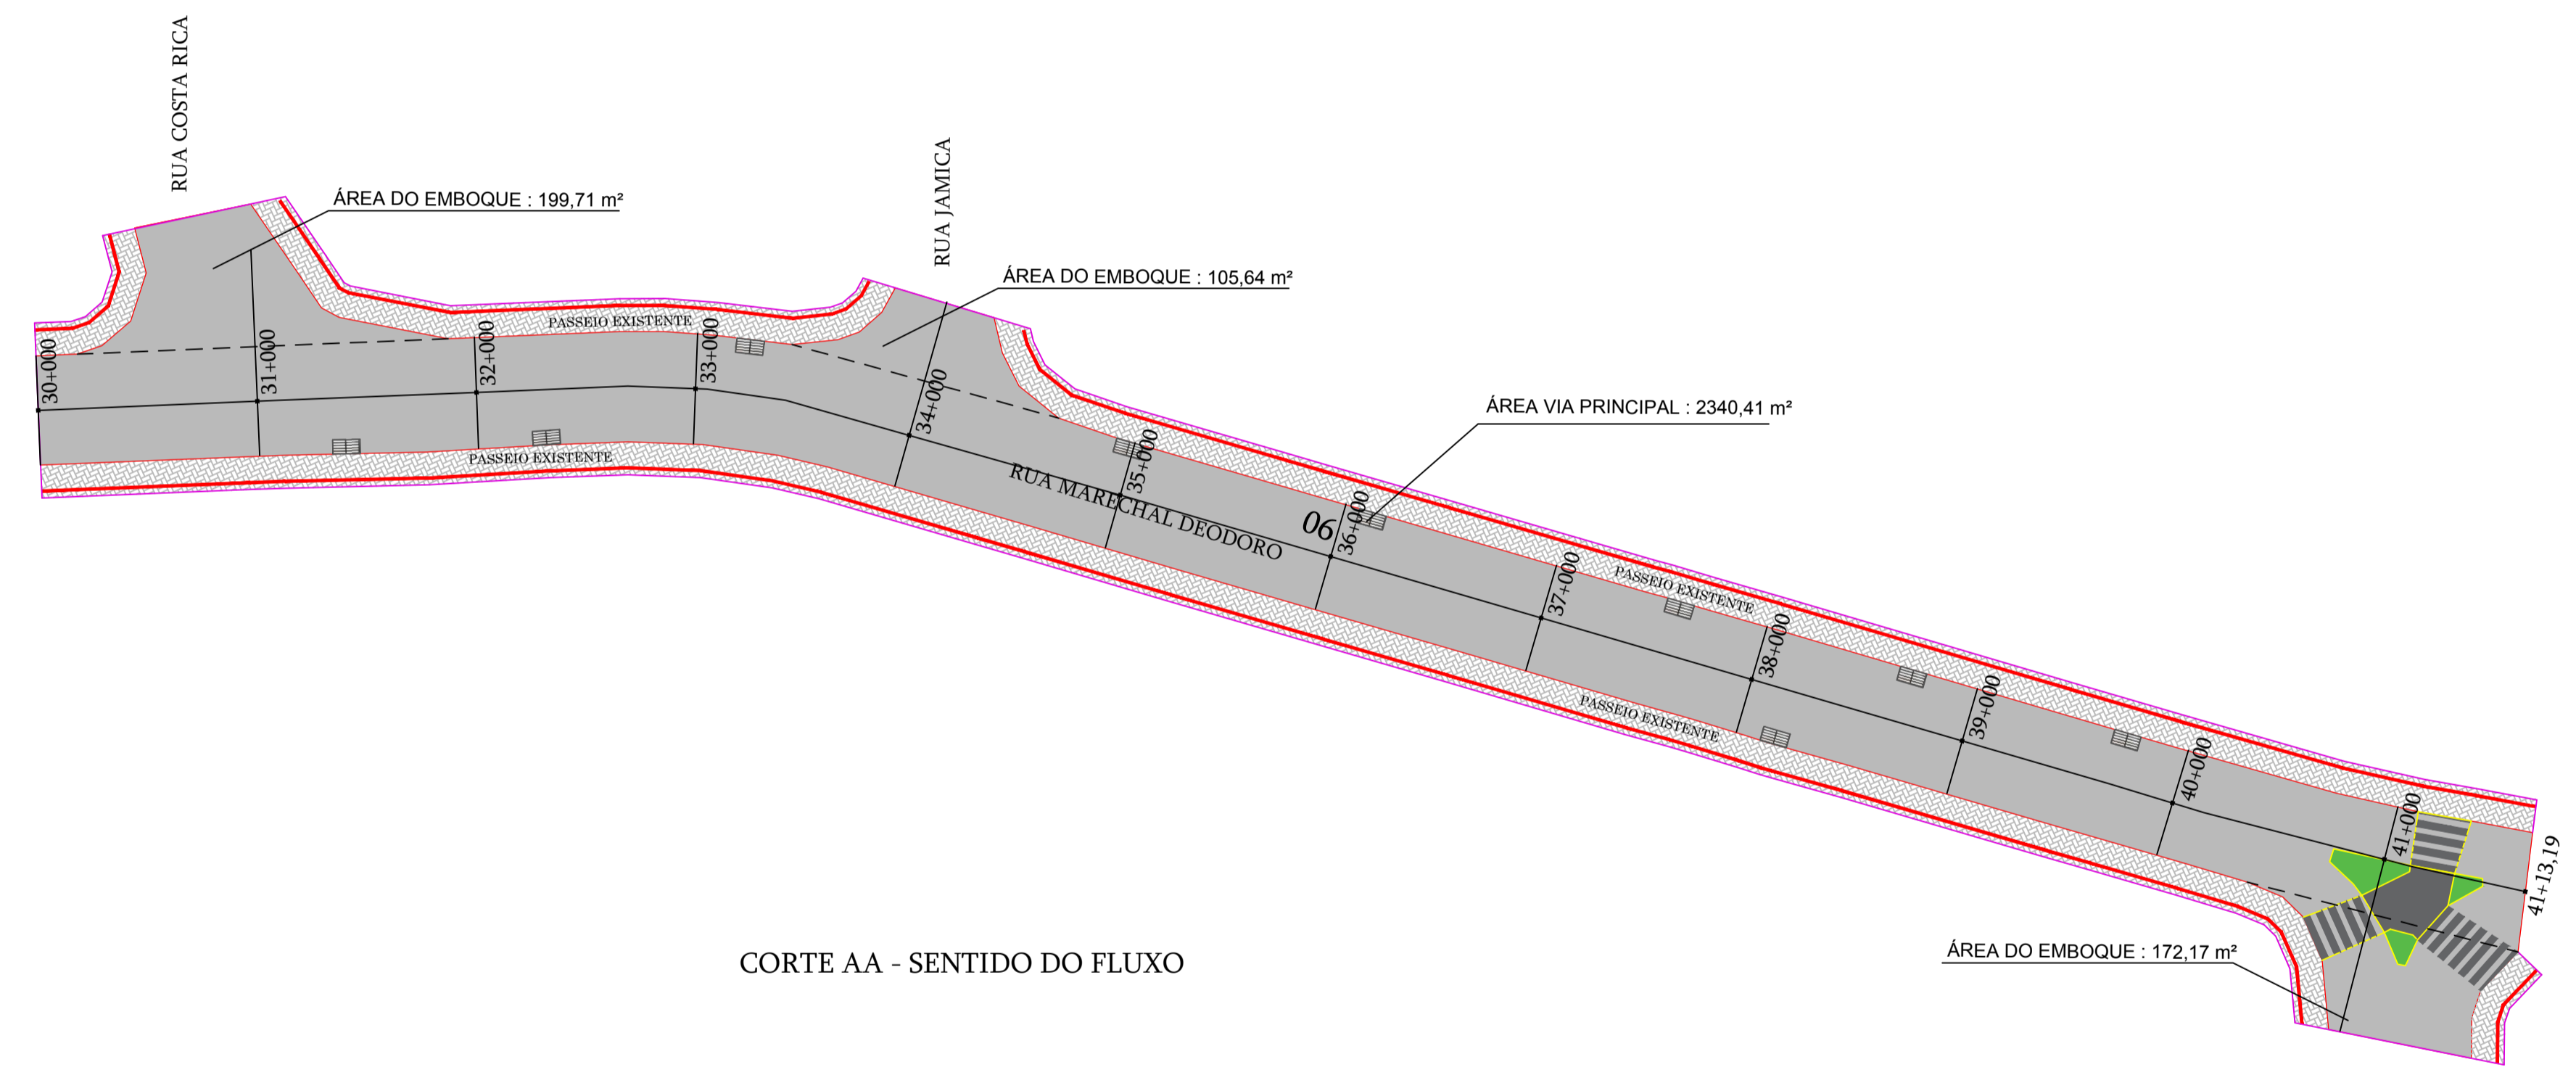 RUA COSTA RICA
ÁREA DO EMBOQUE : 199,71 m²
RUA JAMICA
ÁREA DO EMBOQUE : 105,64 m²
PASSEIO EXISTENTE
30+000
31+000
32+000
33+000
34+000
PASSEIO EXISTENTE
ÁREA VIA PRINCIPAL : 2340,41 m²
RUA MARECHAL DEODORO
35+000
06
36+000
37+000
PASSEIO EXISTENTE
38+000
PASSEIO EXISTENTE
39+000
40+000
41+000
41+13,19
ÁREA DO EMBOQUE : 172,17 m²
CORTE AA - SENTIDO DO FLUXO